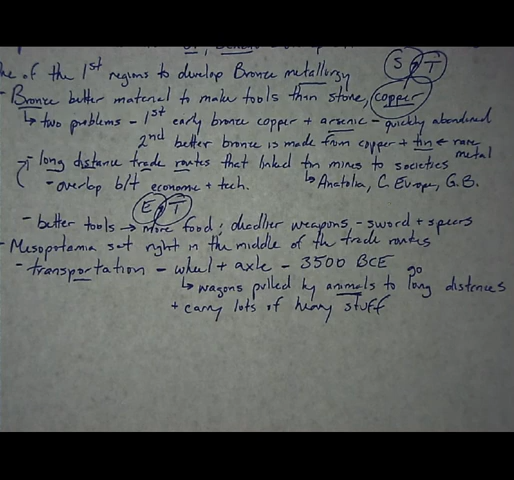 of the 1st regions to develop Bronze metallurgy
S T
- Bronze better material to make tools than stone, copper
↳ two problems - 1st early bronze copper + arsenic - quickly abandoned
2nd better bronze is made from copper + tin ← rare metal
→ - long distance trade routes that linked tin mines to societies
- overlap b/t economic + tech. ↳ Anatolia, C. Europe, G.B.
E T
- better tools → more food; deadlier weapons - sword + spears
- Mesopotamia sat right in the middle of the trade routes
- transportation - wheel + axle - 3500 BCE
↳ wagons pulled by animals to go long distances
+ carry lots of heavy stuff